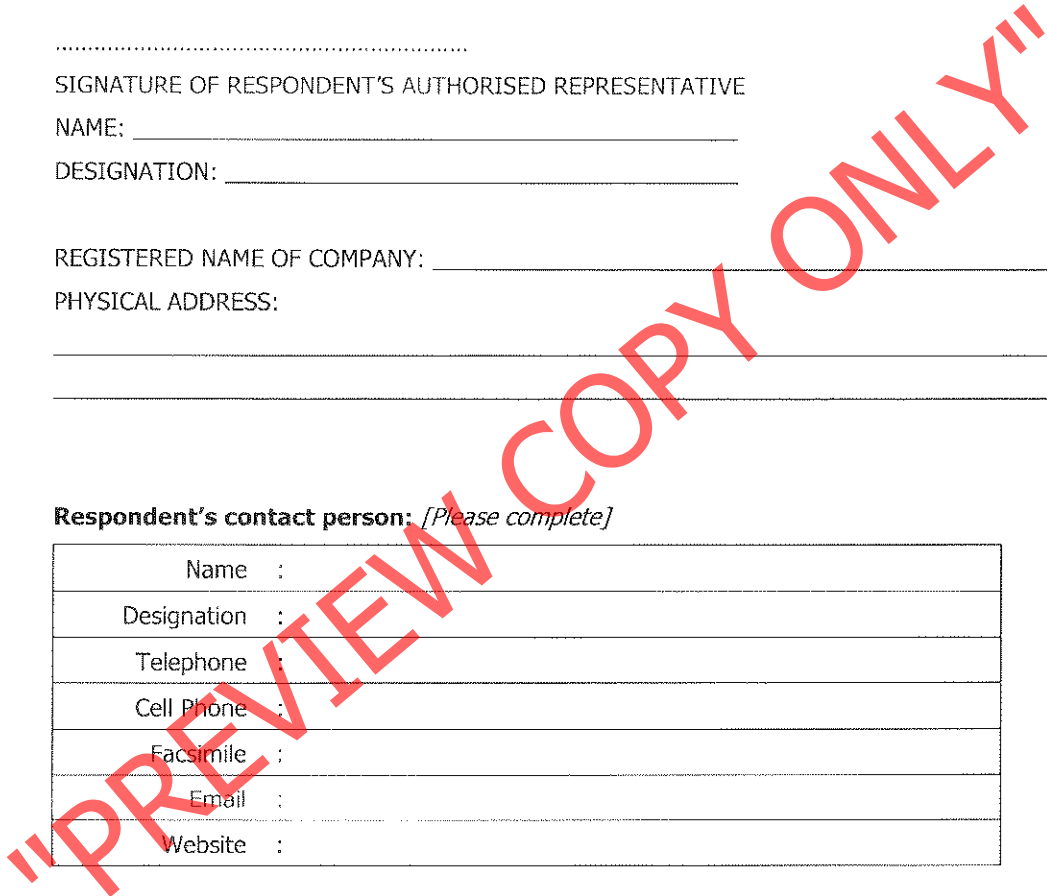 SIGNATURE OF RESPONDENT'S AUTHORISED REPRESENTATIVE
NAME:
DESIGNATION:
REGISTERED NAME OF COMPANY:
PHYSICAL ADDRESS:
Respondent's contact person: [Please complete]
Name :
Designation :
Telephone :
Cell Phone :
Facsimile :
Email :
Website :
"PREVIEW COPY ONLY"